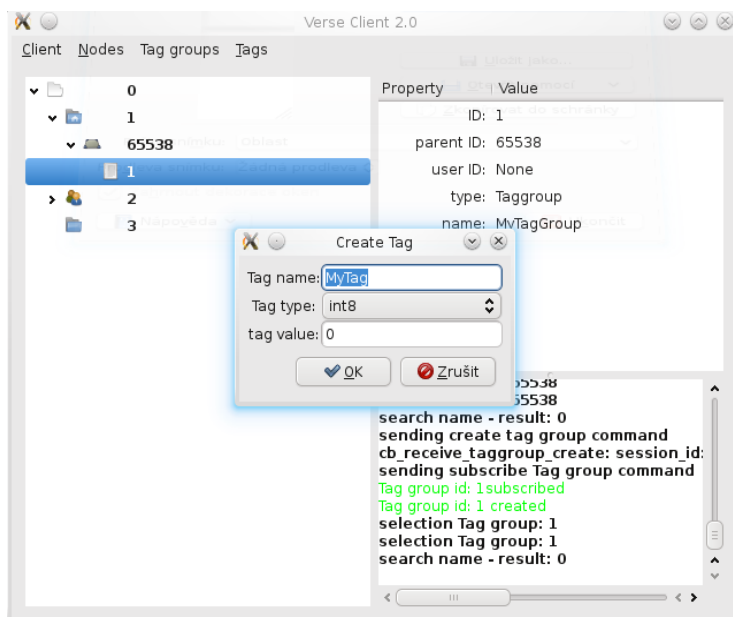 Verse Client 2.0
Client Nodes Tag groups Tags
Uložit jako...
0
1
65538
1
2
3
Nápověda
Property Value
ID: 1
parent ID: 65538
user ID: None
type: Taggroup
name: MyTagGroup
Create Tag
Tag name: MyTag
Tag type: int8
tag value: 0
OK Zrušit
65538
65538
search name - result: 0
sending create tag group command
cb_receive_taggroup_create: session_id:
sending subscribe Tag group command
Tag group id: 1subscribed
Tag group id: 1 created
selection Tag group: 1
selection Tag group: 1
search name - result: 0